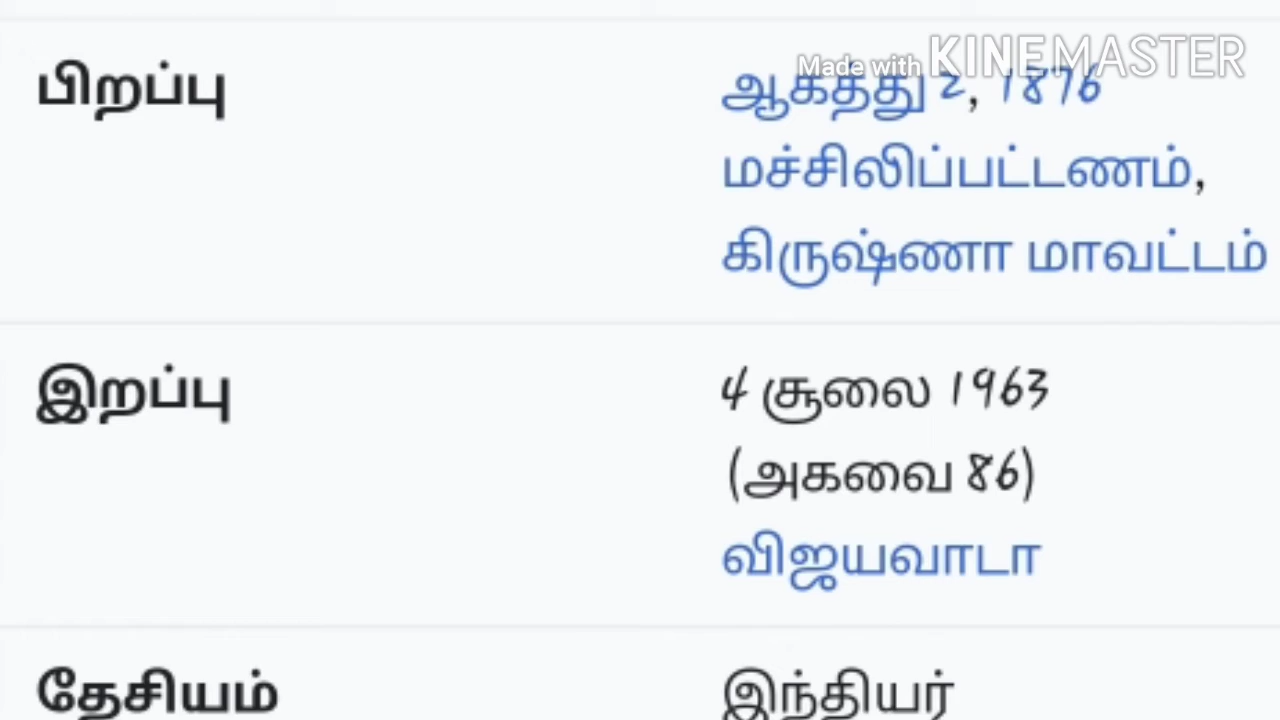 Made with KINEMASTER
பிறப்பு ஆகத்து 2, 1876
மச்சிலிப்பட்டணம்,
கிருஷ்ணா மாவட்டம்
இறப்பு 4 சூலை 1963
(அகவை 86)
விஜயவாடா
தேசியம் இந்தியர்